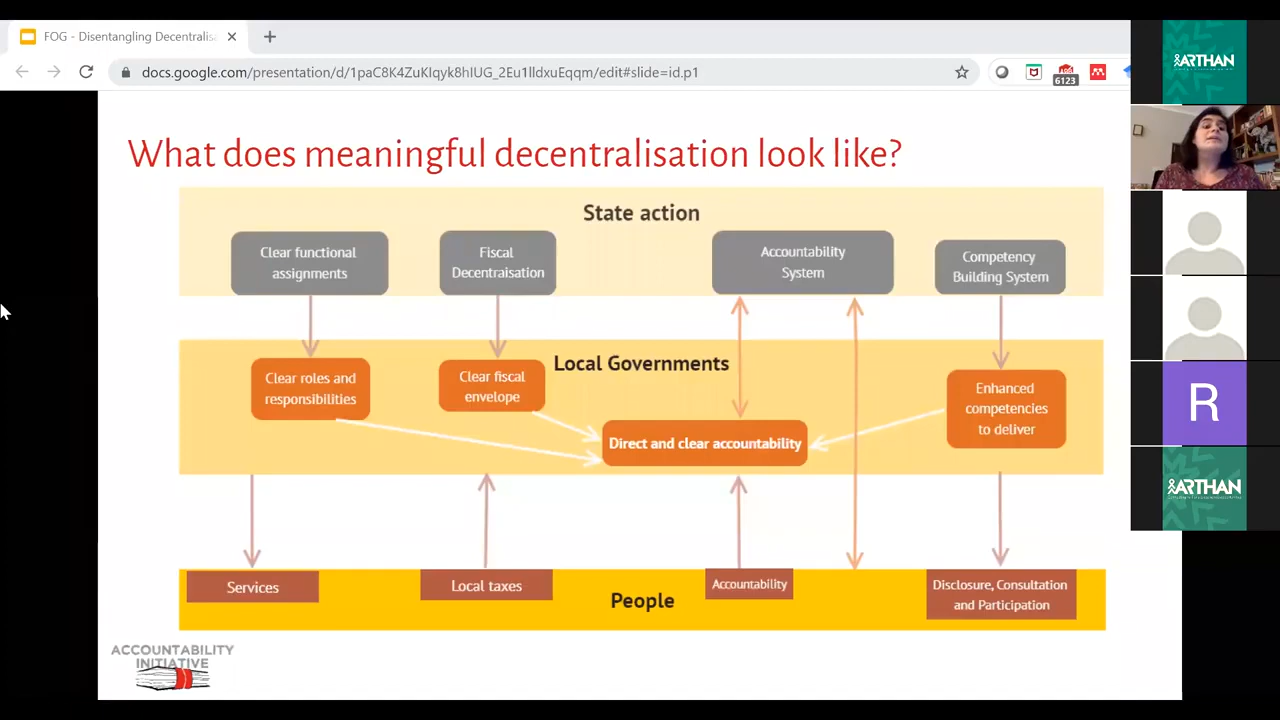 FOG - Disentangling Decentralis
docs.google.com/presentation/d/1paC8K4ZuKlqyk8hIUG_2Eu1lldxuEqqm/edit#slide=id.p1
6123
ARTHAN
What does meaningful decentralisation look like?
State action
Clear functional
assignments
Fiscal
Decentraisation
Accountability
System
Competency
Building System
Local Governments
Clear roles and
responsibilities
Clear fiscal
envelope
Direct and clear accountability
Enhanced
competencies
to deliver
R
ARTHAN
Services
Local taxes
Accountability
People
Disclosure, Consultation
and Participation
ACCOUNTABILITY
INITIATIVE